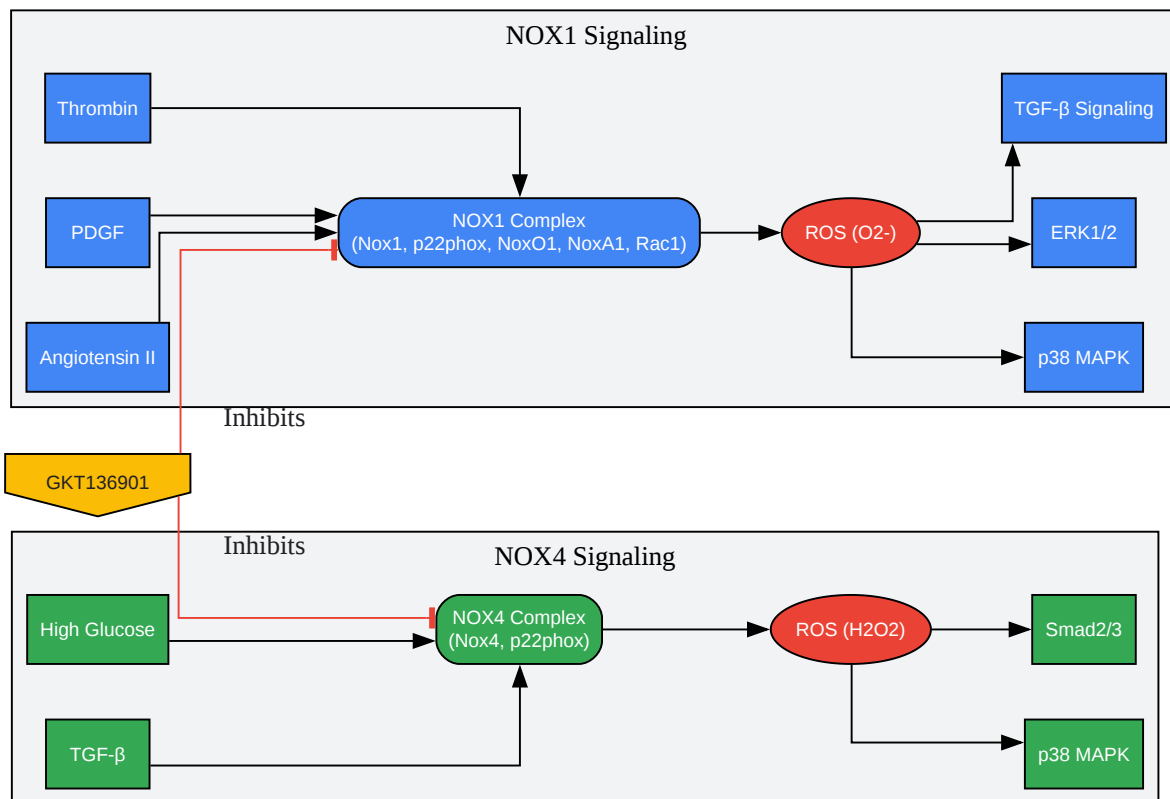 NOX1 Signaling
Thrombin
TGF-β Signaling
PDGF
NOX1 Complex
(Nox1, p22phox, NoxO1, NoxA1, Rac1)
ROS (O2-)
ERK1/2
Angiotensin II
p38 MAPK
Inhibits
GKT136901
Inhibits
NOX4 Signaling
High Glucose
NOX4 Complex
(Nox4, p22phox)
ROS (H2O2)
Smad2/3
TGF-β
p38 MAPK